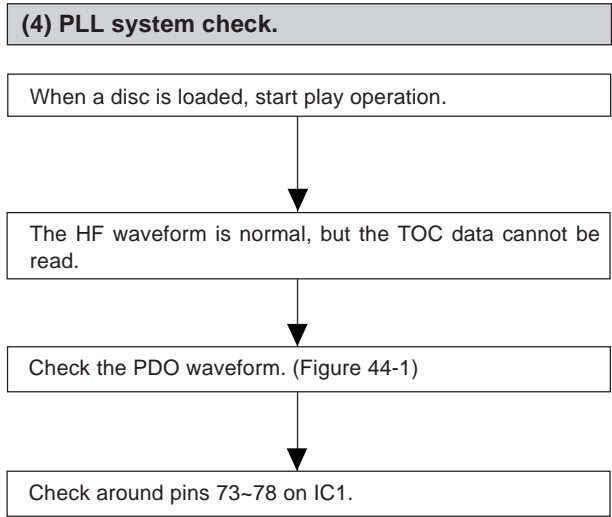 (4) PLL system check.
When a disc is loaded, start play operation.
The HF waveform is normal, but the TOC data cannot be
read.
Check the PDO waveform. (Figure 44-1)
Check around pins 73~78 on IC1.